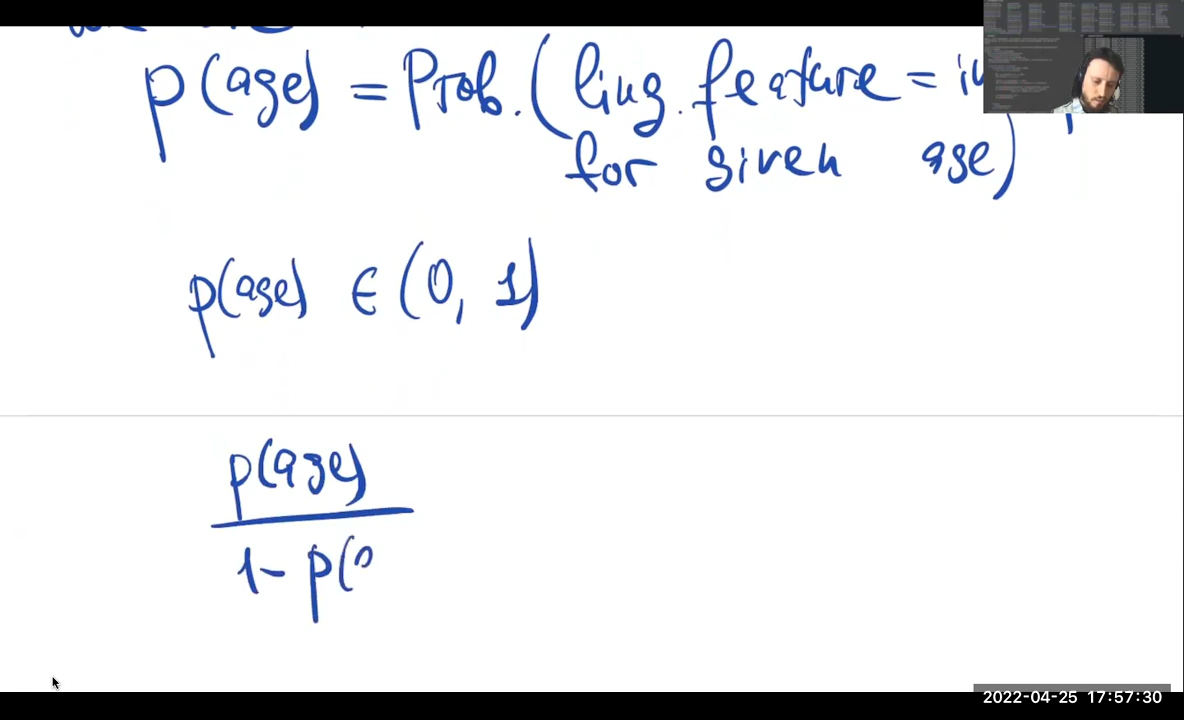 p(age) = Prob. (ling. feature =
for given age)
p(age) ∈ (0, 1)
p(age)
1- p(a
2022-04-25 17:57:30